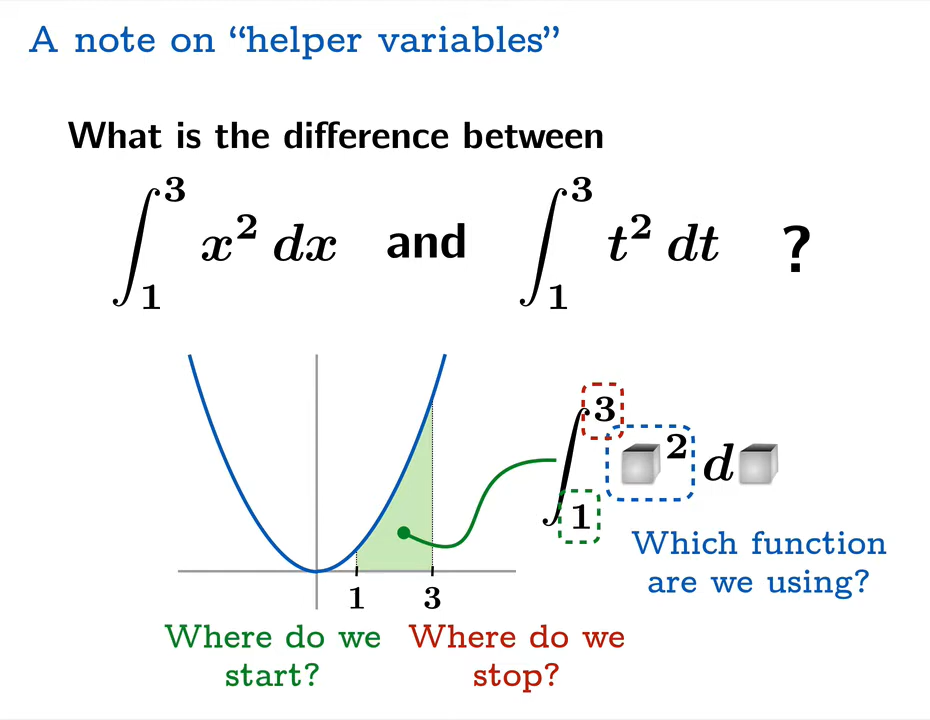 A note on “helper variables”
What is the difference between
∫₁³ x² dx and ∫₁³ t² dt ?
∫₁³ ² d
1 3
Which function
are we using?
Where do we
start?
Where do we
stop?